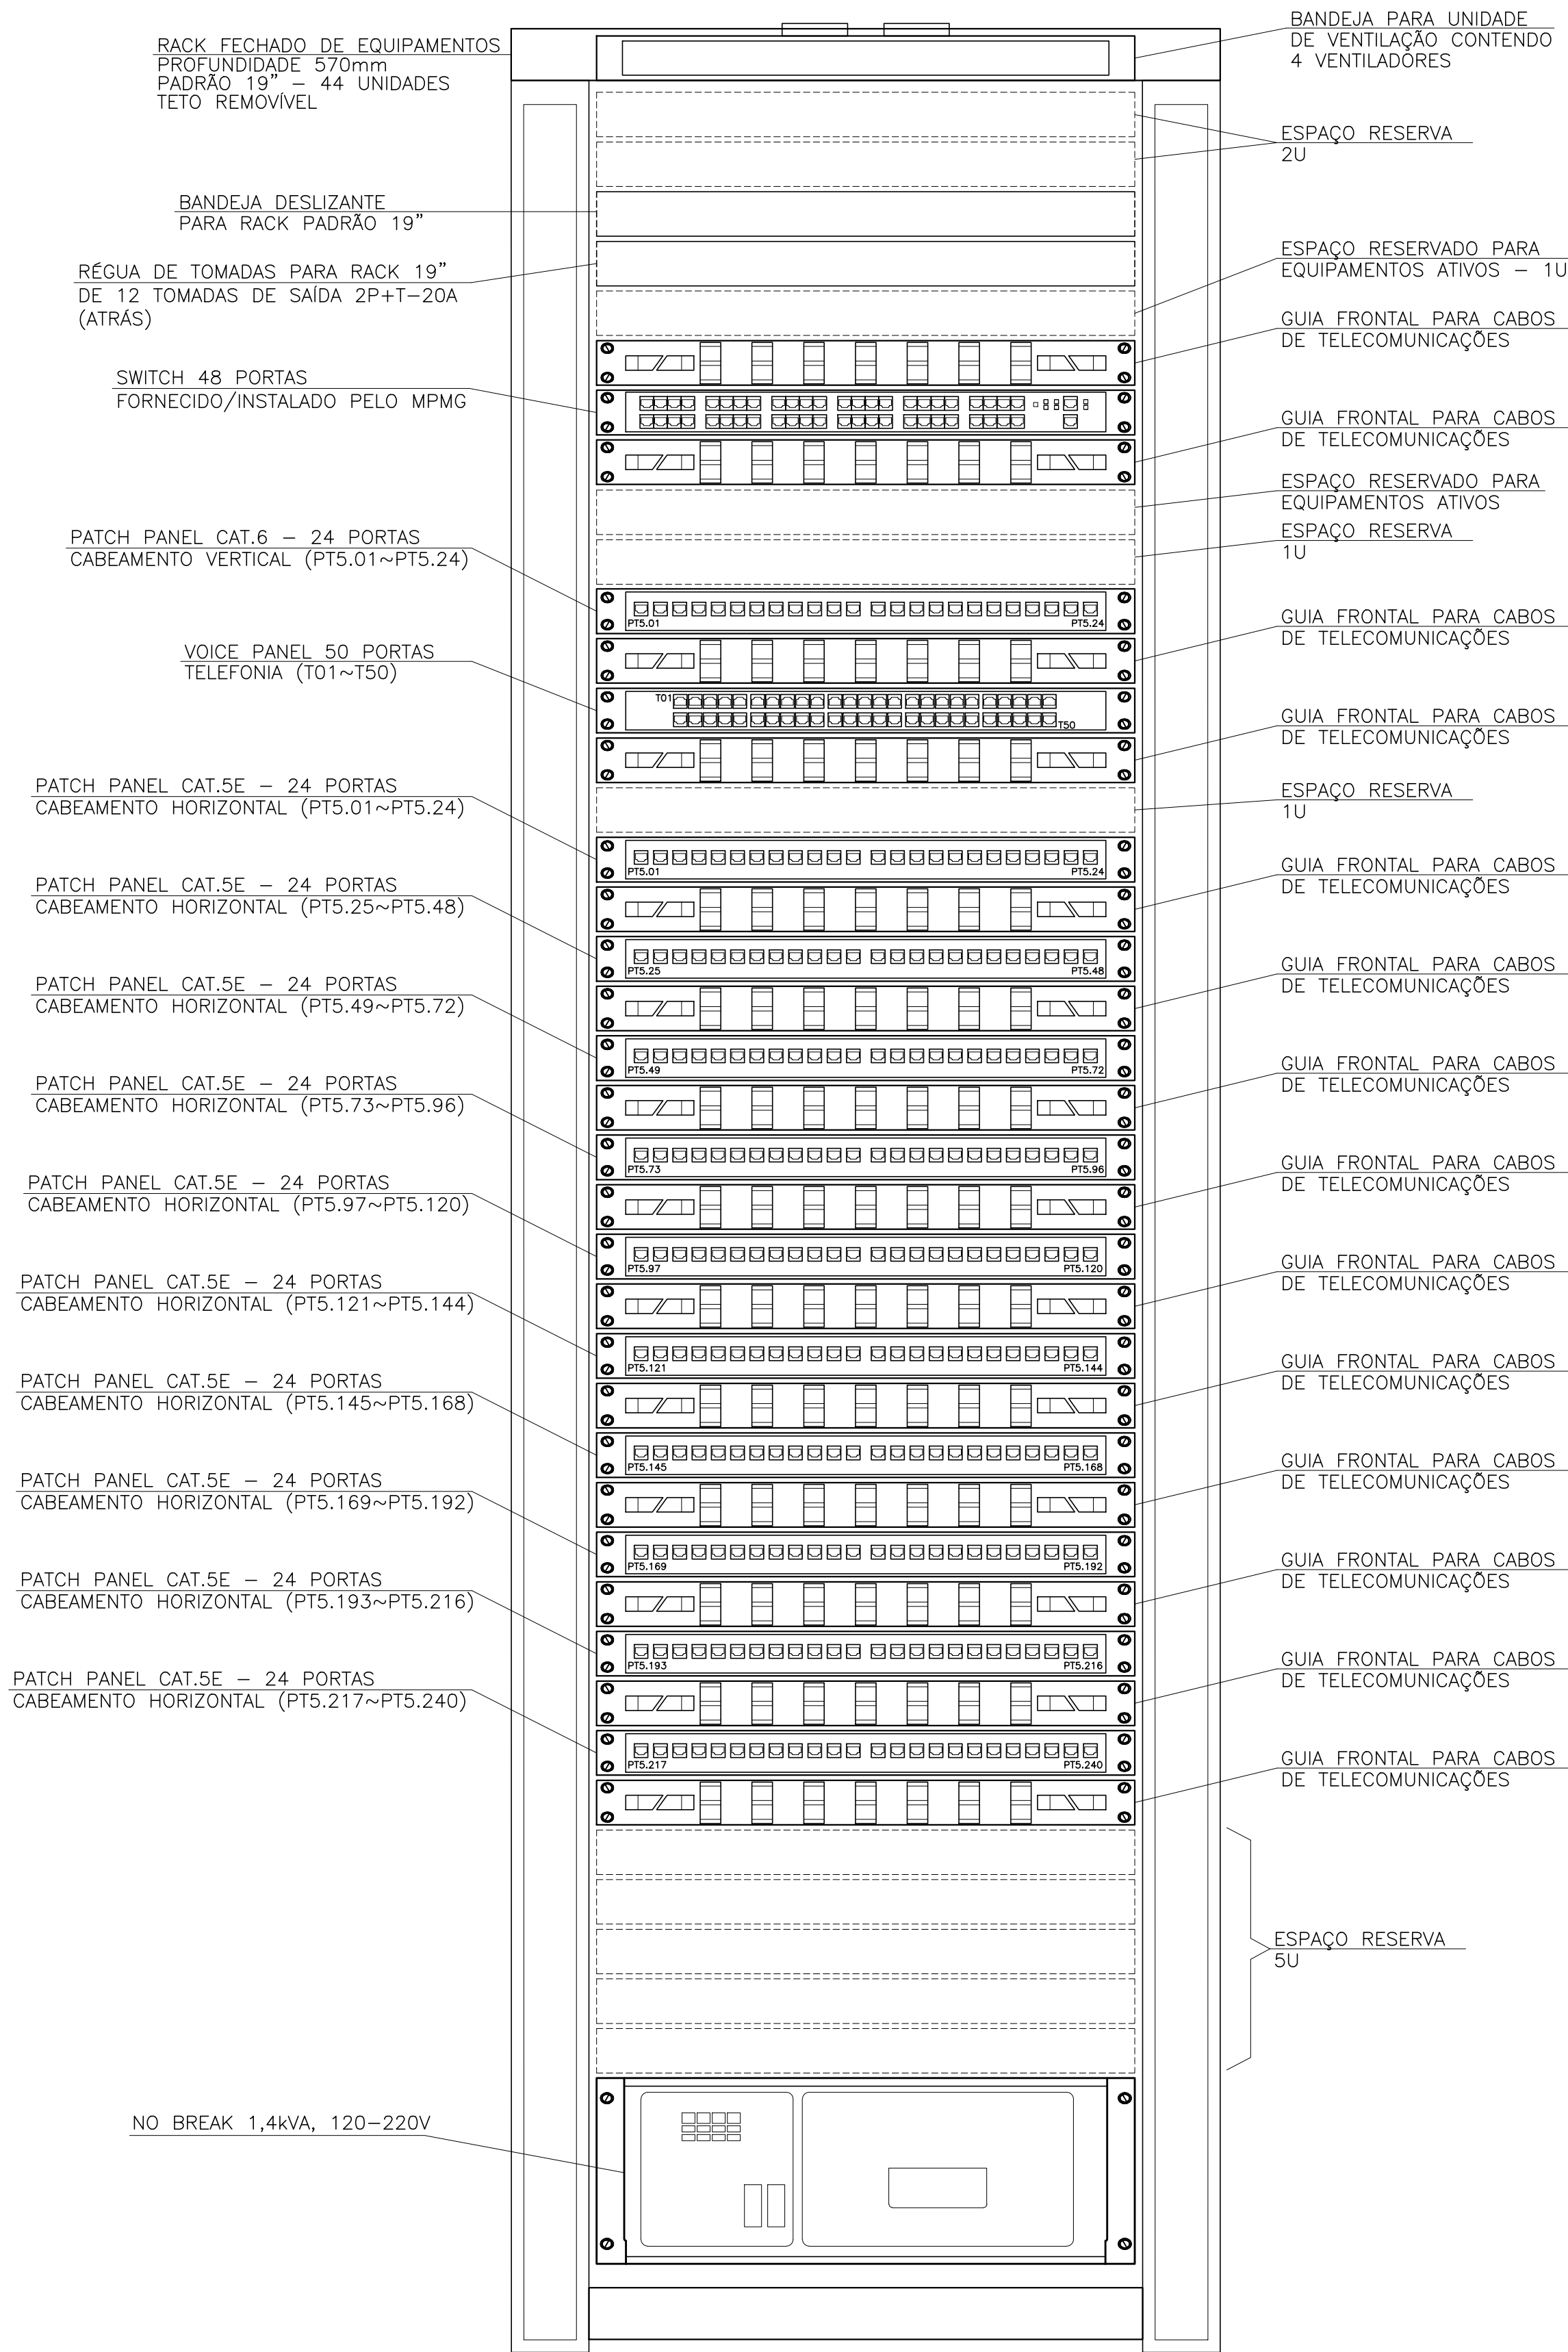 RACK FECHADO DE EQUIPAMENTOS
PROFUNDIDADE 570mm
PADRÃO 19” – 44 UNIDADES
TETO REMOVÍVEL
BANDEJA PARA UNIDADE
DE VENTILAÇÃO CONTENDO
4 VENTILADORES
ESPAÇO RESERVA
2U
BANDEJA DESLIZANTE
PARA RACK PADRÃO 19”
RÉGUA DE TOMADAS PARA RACK 19”
DE 12 TOMADAS DE SAÍDA 2P+T–20A
(ATRÁS)
ESPAÇO RESERVADO PARA
EQUIPAMENTOS ATIVOS – 1U
GUIA FRONTAL PARA CABOS
DE TELECOMUNICAÇÕES
SWITCH 48 PORTAS
FORNECIDO/INSTALADO PELO MPMG
GUIA FRONTAL PARA CABOS
DE TELECOMUNICAÇÕES
ESPAÇO RESERVADO PARA
EQUIPAMENTOS ATIVOS
ESPAÇO RESERVA
1U
PATCH PANEL CAT.6 – 24 PORTAS
CABEAMENTO VERTICAL (PT5.01~PT5.24)
PT5.01 PT5.24
GUIA FRONTAL PARA CABOS
DE TELECOMUNICAÇÕES
VOICE PANEL 50 PORTAS
TELEFONIA (T01~T50)
T01
T50
GUIA FRONTAL PARA CABOS
DE TELECOMUNICAÇÕES
ESPAÇO RESERVA
1U
PATCH PANEL CAT.5E – 24 PORTAS
CABEAMENTO HORIZONTAL (PT5.01~PT5.24)
PT5.01 PT5.24
GUIA FRONTAL PARA CABOS
DE TELECOMUNICAÇÕES
PATCH PANEL CAT.5E – 24 PORTAS
CABEAMENTO HORIZONTAL (PT5.25~PT5.48)
PT5.25 PT5.48
GUIA FRONTAL PARA CABOS
DE TELECOMUNICAÇÕES
PATCH PANEL CAT.5E – 24 PORTAS
CABEAMENTO HORIZONTAL (PT5.49~PT5.72)
PT5.49 PT5.72
GUIA FRONTAL PARA CABOS
DE TELECOMUNICAÇÕES
PATCH PANEL CAT.5E – 24 PORTAS
CABEAMENTO HORIZONTAL (PT5.73~PT5.96)
PT5.73 PT5.96
GUIA FRONTAL PARA CABOS
DE TELECOMUNICAÇÕES
PATCH PANEL CAT.5E – 24 PORTAS
CABEAMENTO HORIZONTAL (PT5.97~PT5.120)
PT5.97 PT5.120
GUIA FRONTAL PARA CABOS
DE TELECOMUNICAÇÕES
PATCH PANEL CAT.5E – 24 PORTAS
CABEAMENTO HORIZONTAL (PT5.121~PT5.144)
PT5.121 PT5.144
GUIA FRONTAL PARA CABOS
DE TELECOMUNICAÇÕES
PATCH PANEL CAT.5E – 24 PORTAS
CABEAMENTO HORIZONTAL (PT5.145~PT5.168)
PT5.145 PT5.168
GUIA FRONTAL PARA CABOS
DE TELECOMUNICAÇÕES
PATCH PANEL CAT.5E – 24 PORTAS
CABEAMENTO HORIZONTAL (PT5.169~PT5.192)
PT5.169 PT5.192
GUIA FRONTAL PARA CABOS
DE TELECOMUNICAÇÕES
PATCH PANEL CAT.5E – 24 PORTAS
CABEAMENTO HORIZONTAL (PT5.193~PT5.216)
PT5.193 PT5.216
GUIA FRONTAL PARA CABOS
DE TELECOMUNICAÇÕES
PATCH PANEL CAT.5E – 24 PORTAS
CABEAMENTO HORIZONTAL (PT5.217~PT5.240)
PT5.217 PT5.240
GUIA FRONTAL PARA CABOS
DE TELECOMUNICAÇÕES
ESPAÇO RESERVA
5U
NO BREAK 1,4kVA, 120–220V